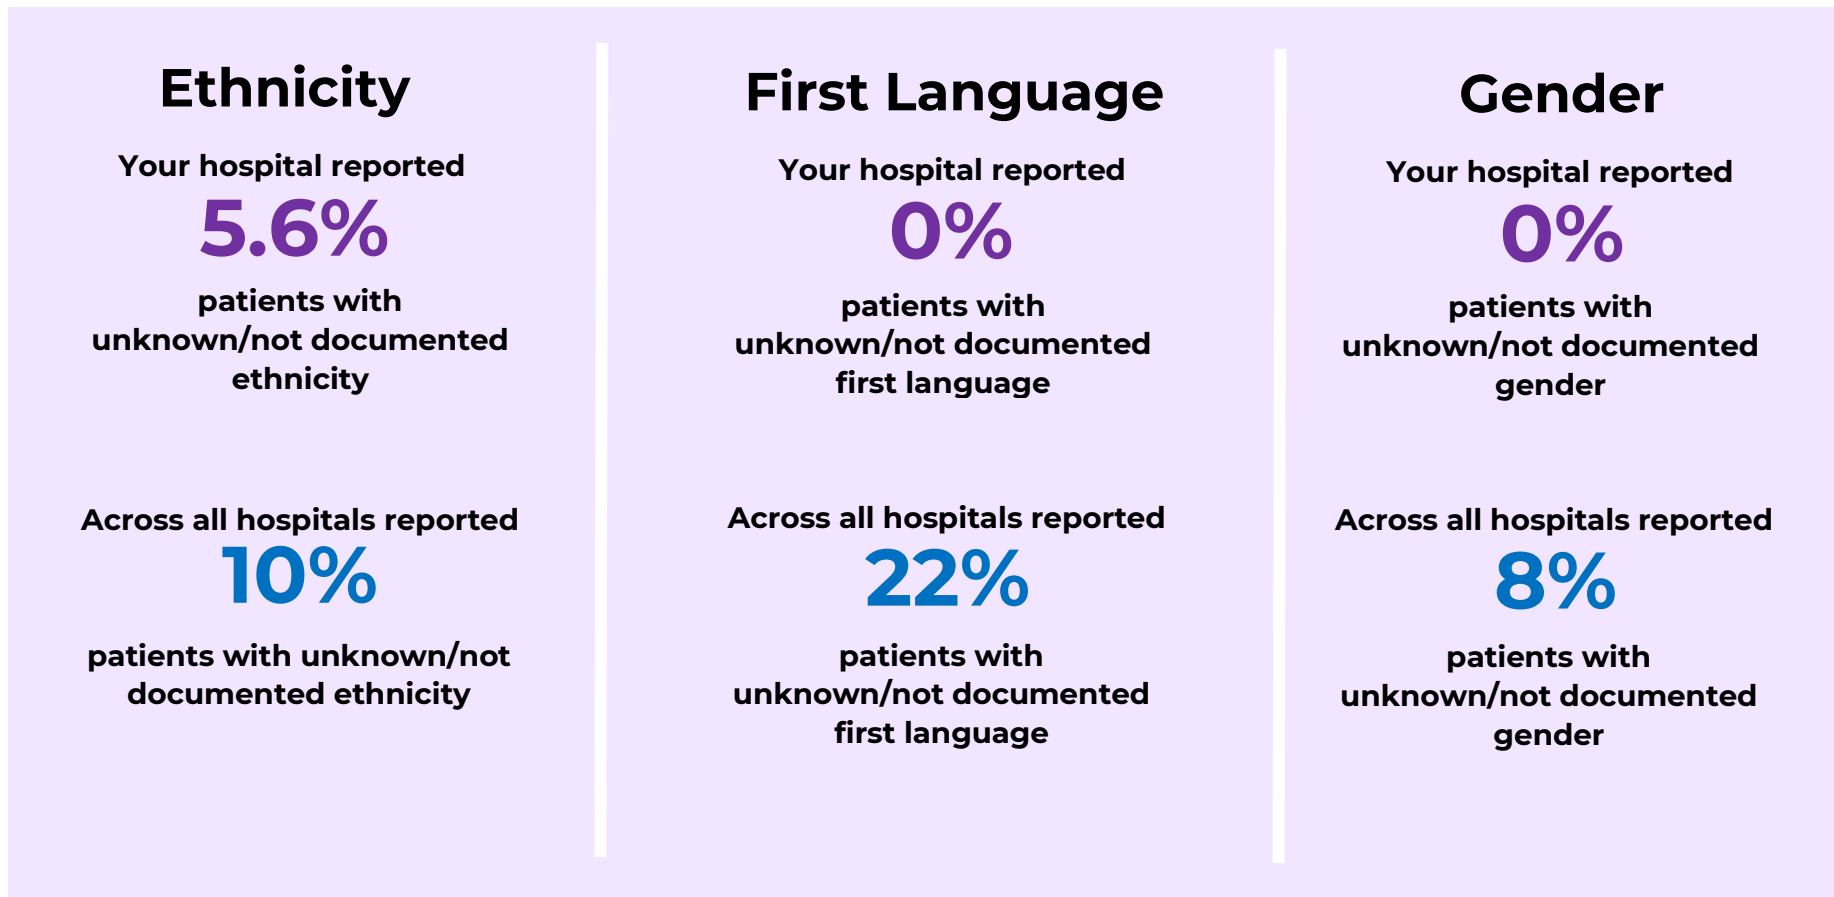 Ethnicity
Your hospital reported
5.6%
patients with
unknown/not documented
ethnicity
Across all hospitals reported
10%
patients with unknown/not
documented ethnicity
First Language
Your hospital reported
0%
patients with
unknown/not documented
first language
Across all hospitals reported
22%
patients with
unknown/not documented
first language
Gender
Your hospital reported
0%
patients with
unknown/not documented
gender
Across all hospitals reported
8%
patients with
unknown/not documented
gender